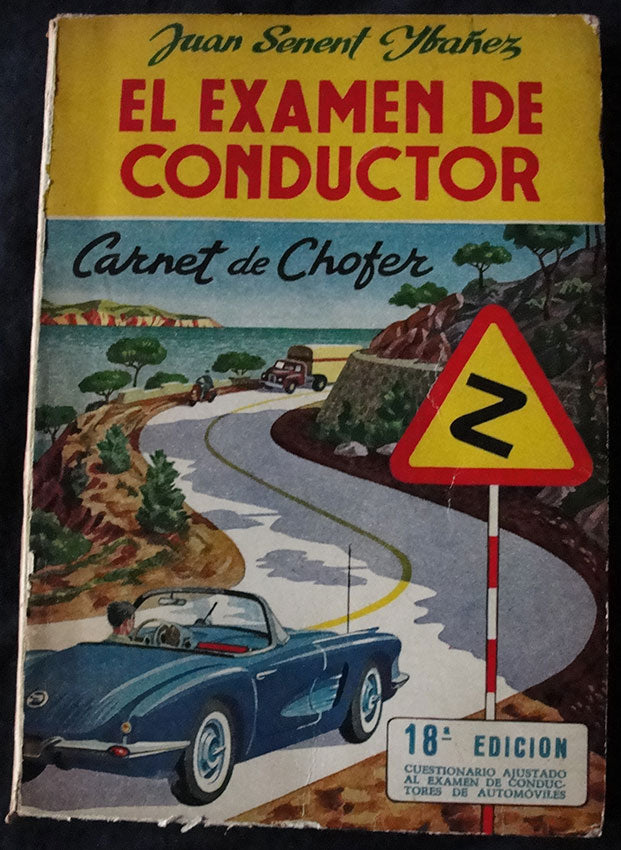 Juan Senent Ybañez
EL EXAMEN DE
CONDUCTOR
Carnet de Chofer
18ª EDICION
CUESTIONARIO AJUSTADO
AL EXAMEN DE CONDUC-
TORES DE AUTOMÓVILES